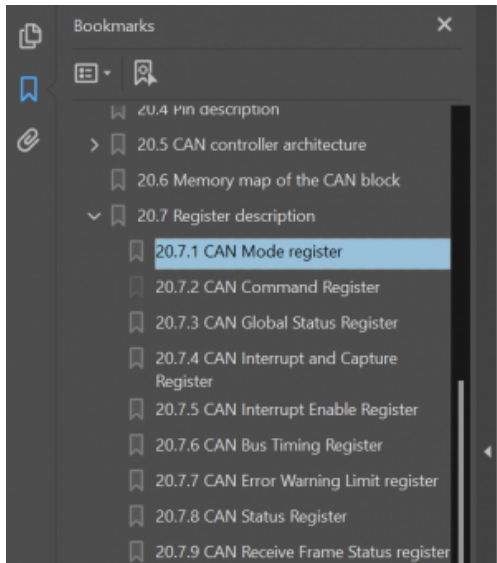 Bookmarks
20.4 Pin description
20.5 CAN controller architecture
20.6 Memory map of the CAN block
20.7 Register description
20.7.1 CAN Mode register
20.7.2 CAN Command Register
20.7.3 CAN Global Status Register
20.7.4 CAN Interrupt and Capture
Register
20.7.5 CAN Interrupt Enable Register
20.7.6 CAN Bus Timing Register
20.7.7 CAN Error Warning Limit register
20.7.8 CAN Status Register
20.7.9 CAN Receive Frame Status register